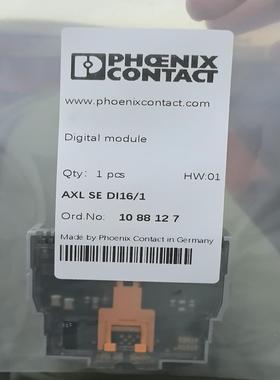 PHŒNIX
CONTACT
www.phoenixcontact.com
Digital module
Qty: 1 pcs HW:01
AXL SE DI16/1
Ord.No: 10 88 12 7
Made by Phoenix Contact in Germany